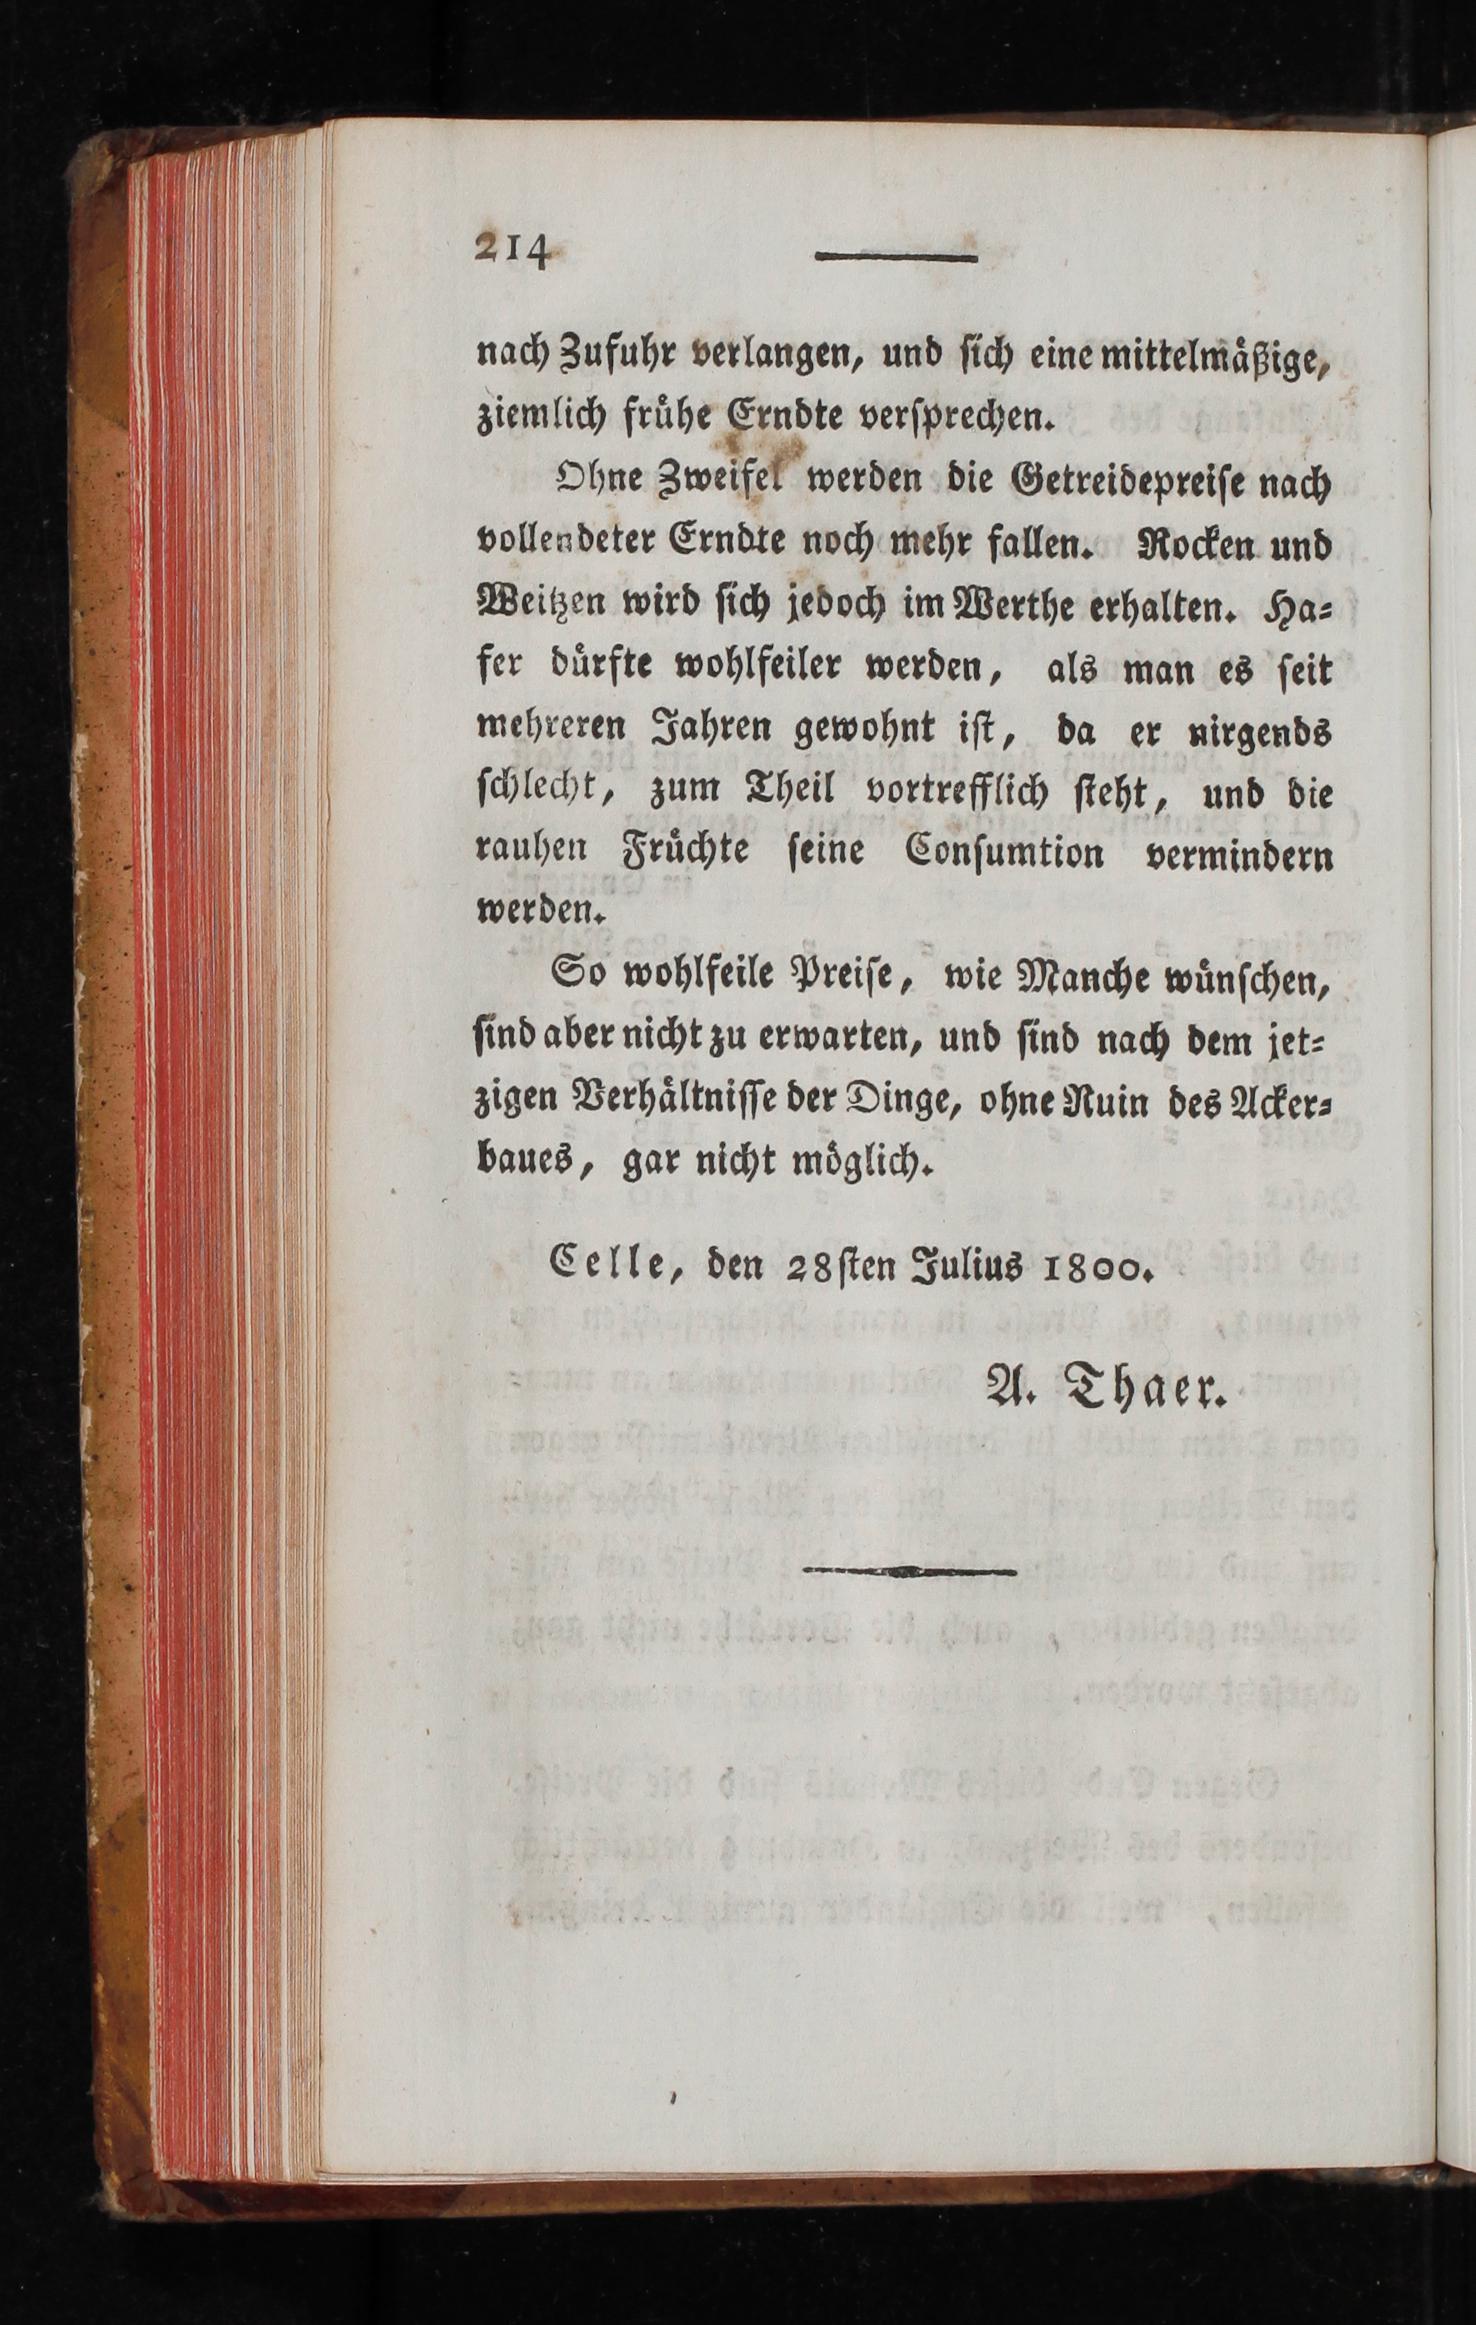 214
nach Zufuhr verlangen, und ſich eine mittelmäßige,
ziemlich frühe Erndte verſprechen.
Ohne Zweifel werden die Getreidepreiſe nach
vollendeter Erndte noch mehr fallen. Rocken und
Weitzen wird ſich jedoch im Werthe erhalten. Ha⸗
fer dürfte wohlfeiler werden, als man es ſeit
mehreren Jahren gewohnt iſt, da er nirgends
ſchlecht, zum Theil vortrefflich ſteht, und die
rauhen Früchte ſeine Conſumtion vermindern
werden.
So wohlfeile Preiſe, wie Manche wünſchen,
ſind aber nicht zu erwarten, und ſind nach dem jet⸗
zigen Verhältniſſe der Dinge, ohne Ruin des Acker⸗
baues, gar nicht möglich.
Celle, den 28ſten Julius 1800.
A. Thaer.